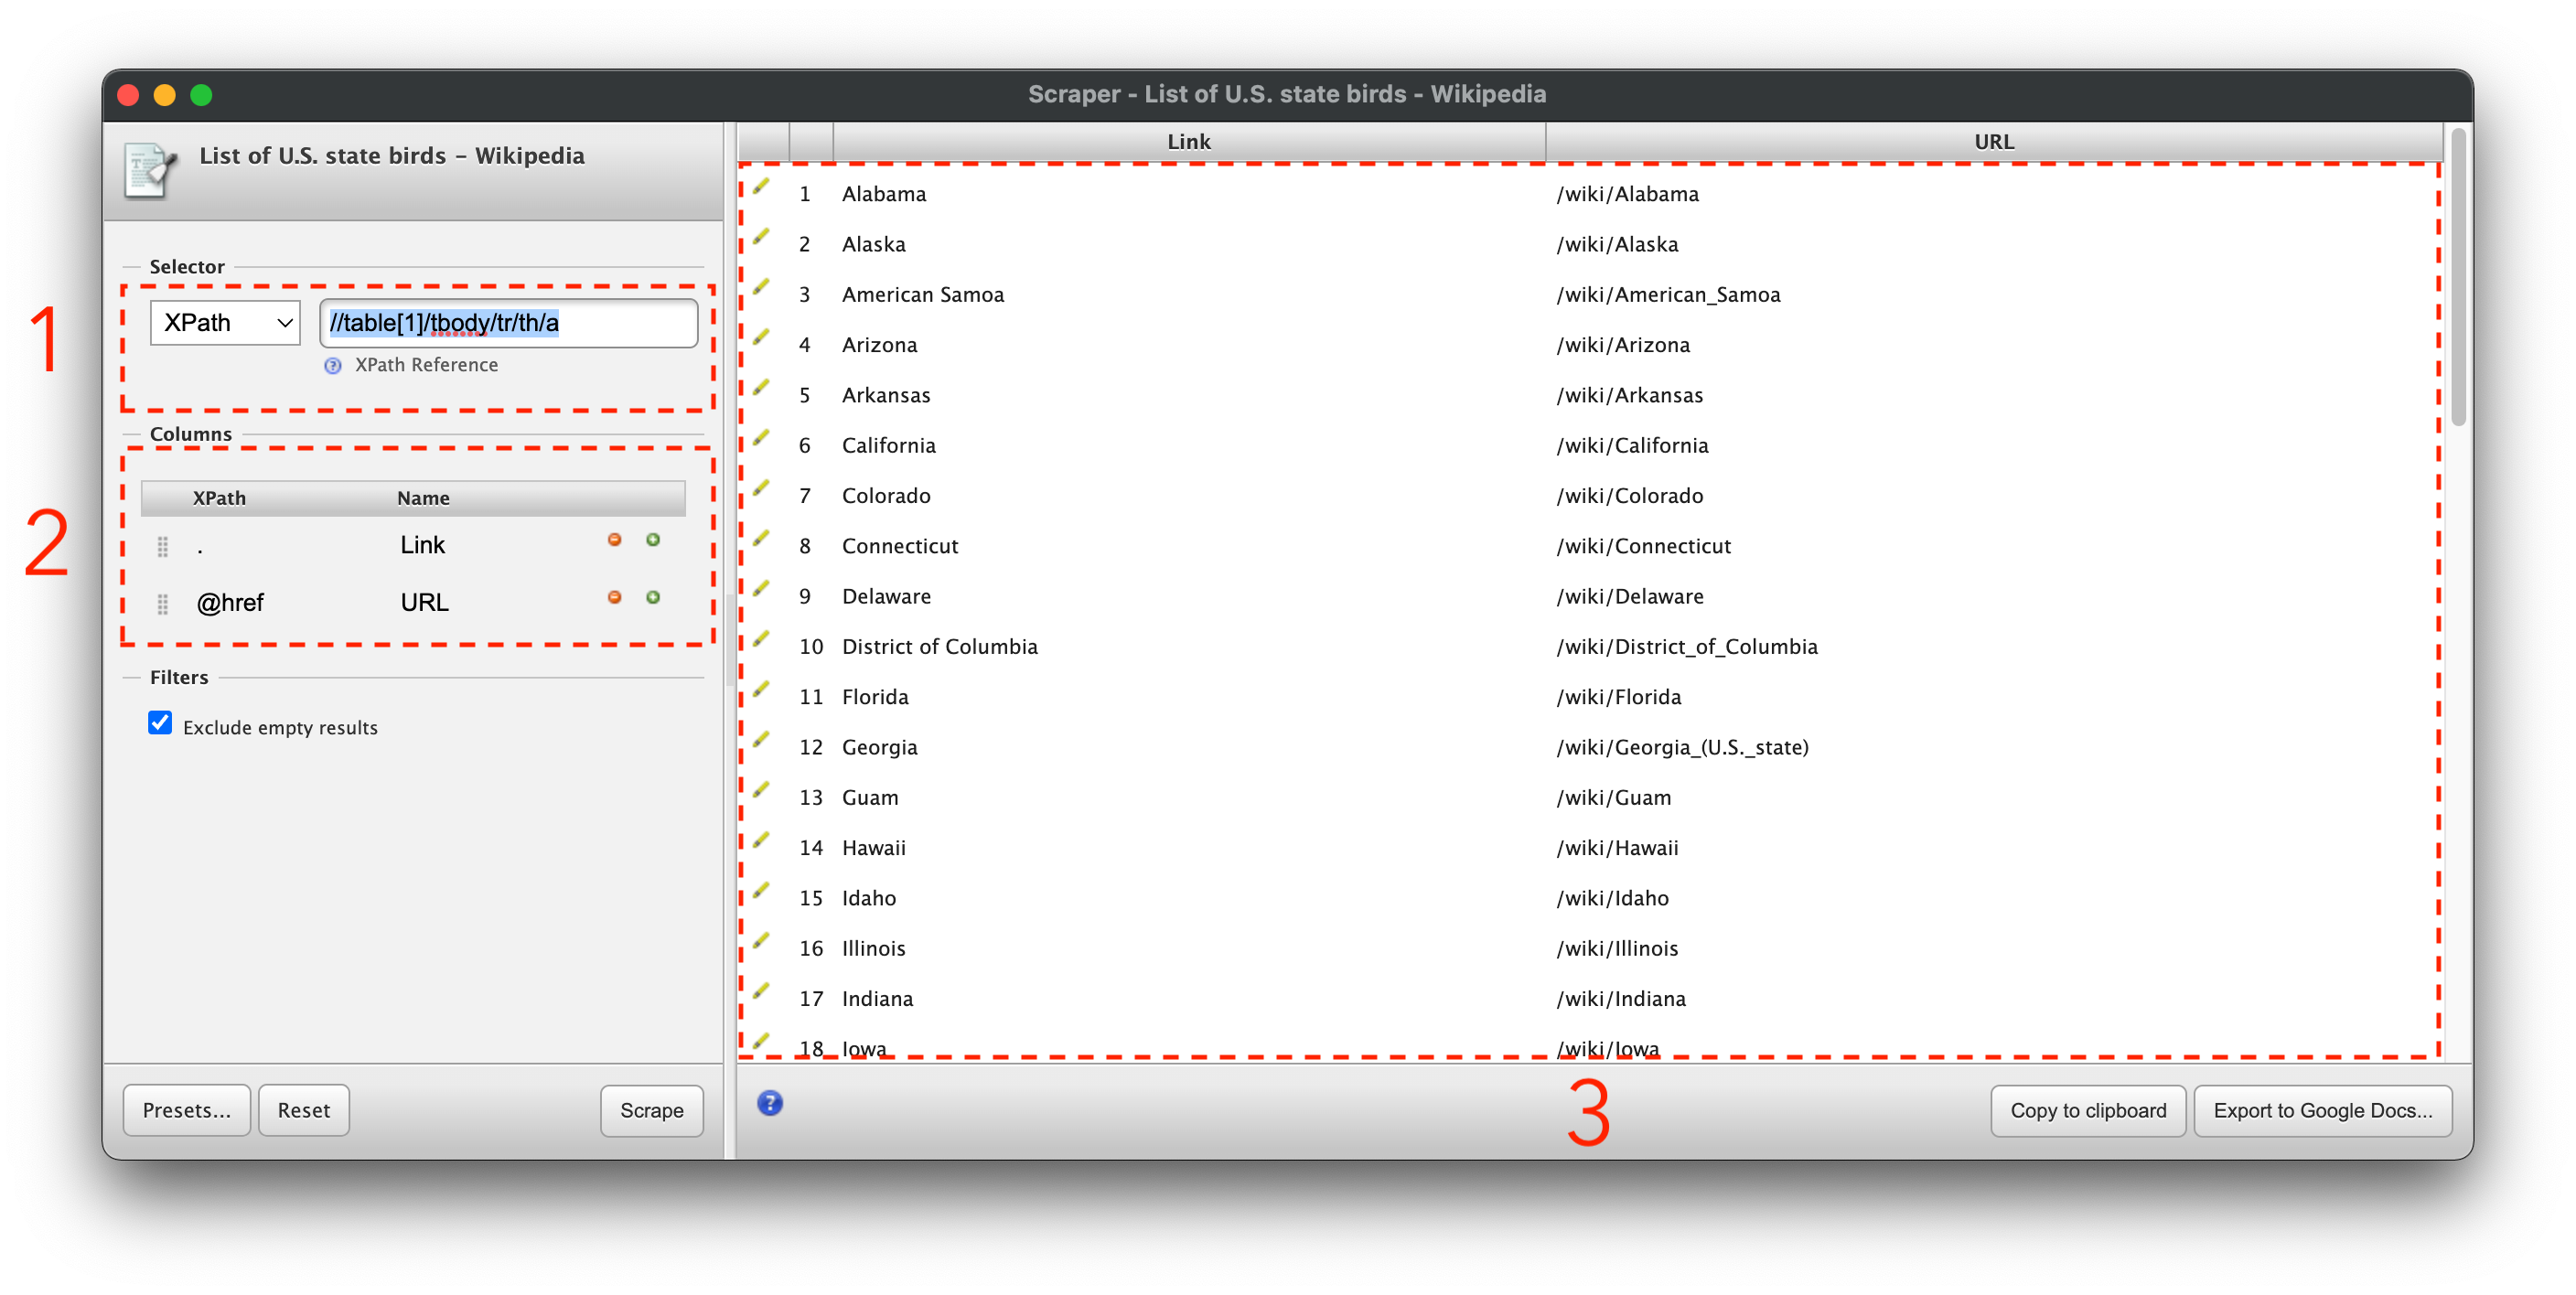 Scraper - List of U.S. state birds - Wikipedia
List of U.S. state birds – Wikipedia
Selector
1
XPath
//table[1]/tbody/tr/th/a
XPath Reference
Columns
2
XPath Name
. Link
@href URL
Filters
Exclude empty results
Presets...
Reset
Scrape
Link URL
1 Alabama /wiki/Alabama
2 Alaska /wiki/Alaska
3 American Samoa /wiki/American_Samoa
4 Arizona /wiki/Arizona
5 Arkansas /wiki/Arkansas
6 California /wiki/California
7 Colorado /wiki/Colorado
8 Connecticut /wiki/Connecticut
9 Delaware /wiki/Delaware
10 District of Columbia /wiki/District_of_Columbia
11 Florida /wiki/Florida
12 Georgia /wiki/Georgia_(U.S._state)
13 Guam /wiki/Guam
14 Hawaii /wiki/Hawaii
15 Idaho /wiki/Idaho
16 Illinois /wiki/Illinois
17 Indiana /wiki/Indiana
18 Iowa /wiki/Iowa
?
3
Copy to clipboard
Export to Google Docs...